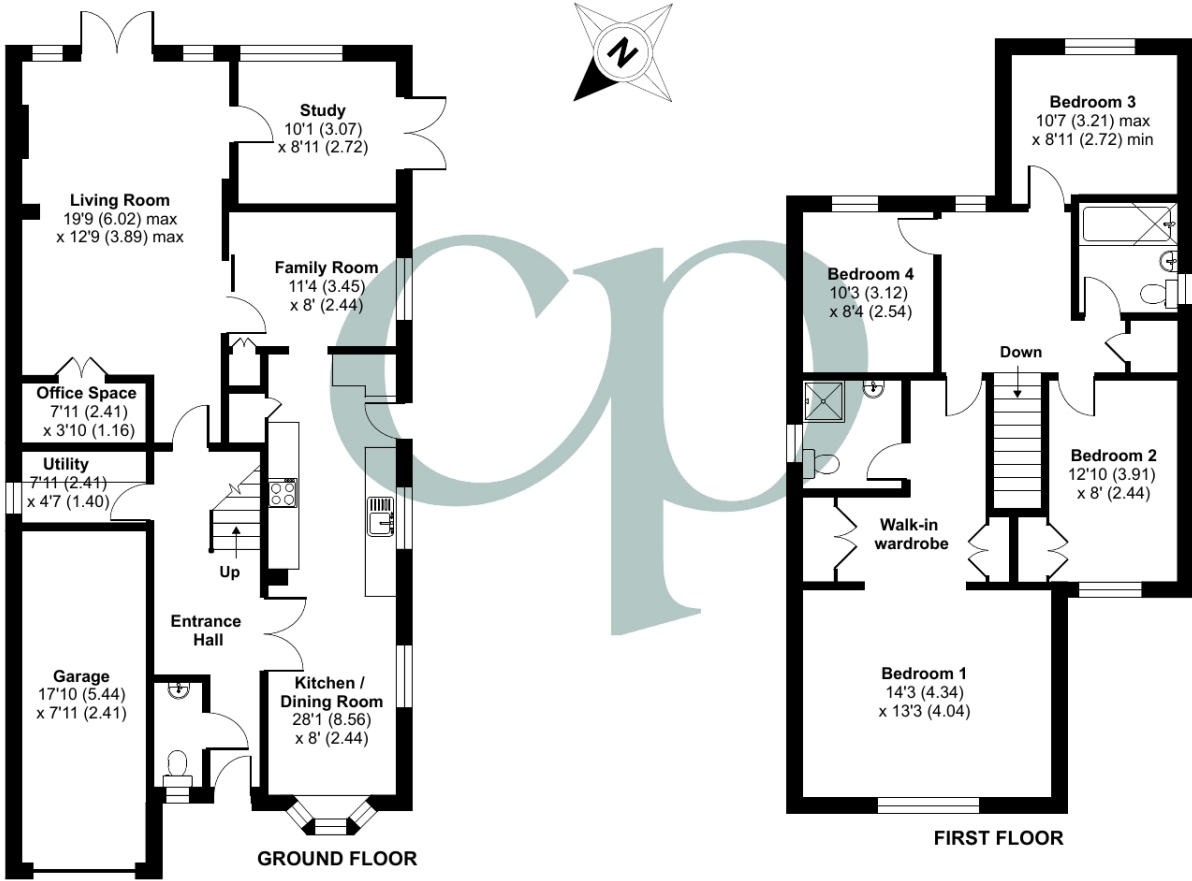 N
Study
10'1 (3.07)
x 8'11 (2.72)
Living Room
19'9 (6.02) max
x 12'9 (3.89) max
Family Room
11'4 (3.45)
x 8' (2.44)
Office Space
7'11 (2.41)
x 3'10 (1.16)
Utility
7'11 (2.41)
x 4'7 (1.40)
Up
Entrance
Hall
Garage
17'10 (5.44)
x 7'11 (2.41)
Kitchen /
Dining Room
28'1 (8.56)
x 8' (2.44)
GROUND FLOOR
Bedroom 3
10'7 (3.21) max
x 8'11 (2.72) min
Bedroom 4
10'3 (3.12)
x 8'4 (2.54)
Down
Bedroom 2
12'10 (3.91)
x 8' (2.44)
Walk-in
wardrobe
Bedroom 1
14'3 (4.34)
x 13'3 (4.04)
FIRST FLOOR
cp